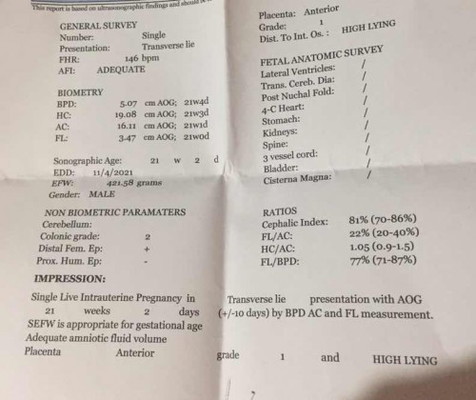 This report is based on ultrasonographic findings and should
GENERAL SURVEY
Number: Single
Presentation: Transverse lie
FHR: 146 bpm
AFI: ADEQUATE
BIOMETRY
BPD: 5.07 cm AOG; 21w4d
HC: 19.08 cm AOG; 21w3d
AC: 16.11 cm AOG; 21w1d
FL: 3.47 cm AOG; 21w0d
Sonographic Age: 21 w 2 d
EDD: 11/4/2021
EFW: 421.58 grams
Gender: MALE
NON BIOMETRIC PARAMATERS
Cerebellum:
Colonic grade: 2
Distal Fem. Ep: +
Prox. Hum. Ep: -
Placenta: Anterior
Grade: 1
Dist. To Int. Os. : HIGH LYING
FETAL ANATOMIC SURVEY
Lateral Ventricles: /
Trans. Cereb. Dia: /
Post Nuchal Fold: /
4-C Heart: /
Stomach: /
Kidneys: /
Spine: /
3 vessel cord: /
Bladder: /
Cisterna Magna: /
RATIOS
Cephalic Index: 81% (70-86%)
FL/AC: 22% (20-40%)
HC/AC: 1.05 (0.9-1.5)
FL/BPD: 77% (71-87%)
IMPRESSION:
Single Live Intrauterine Pregnancy in Transverse lie presentation with AOG
21 weeks 2 days (+/-10 days) by BPD AC and FL measurement.
SEFW is appropriate for gestational age
Adequate amniotic fluid volume
Placenta Anterior grade 1 and HIGH LYING